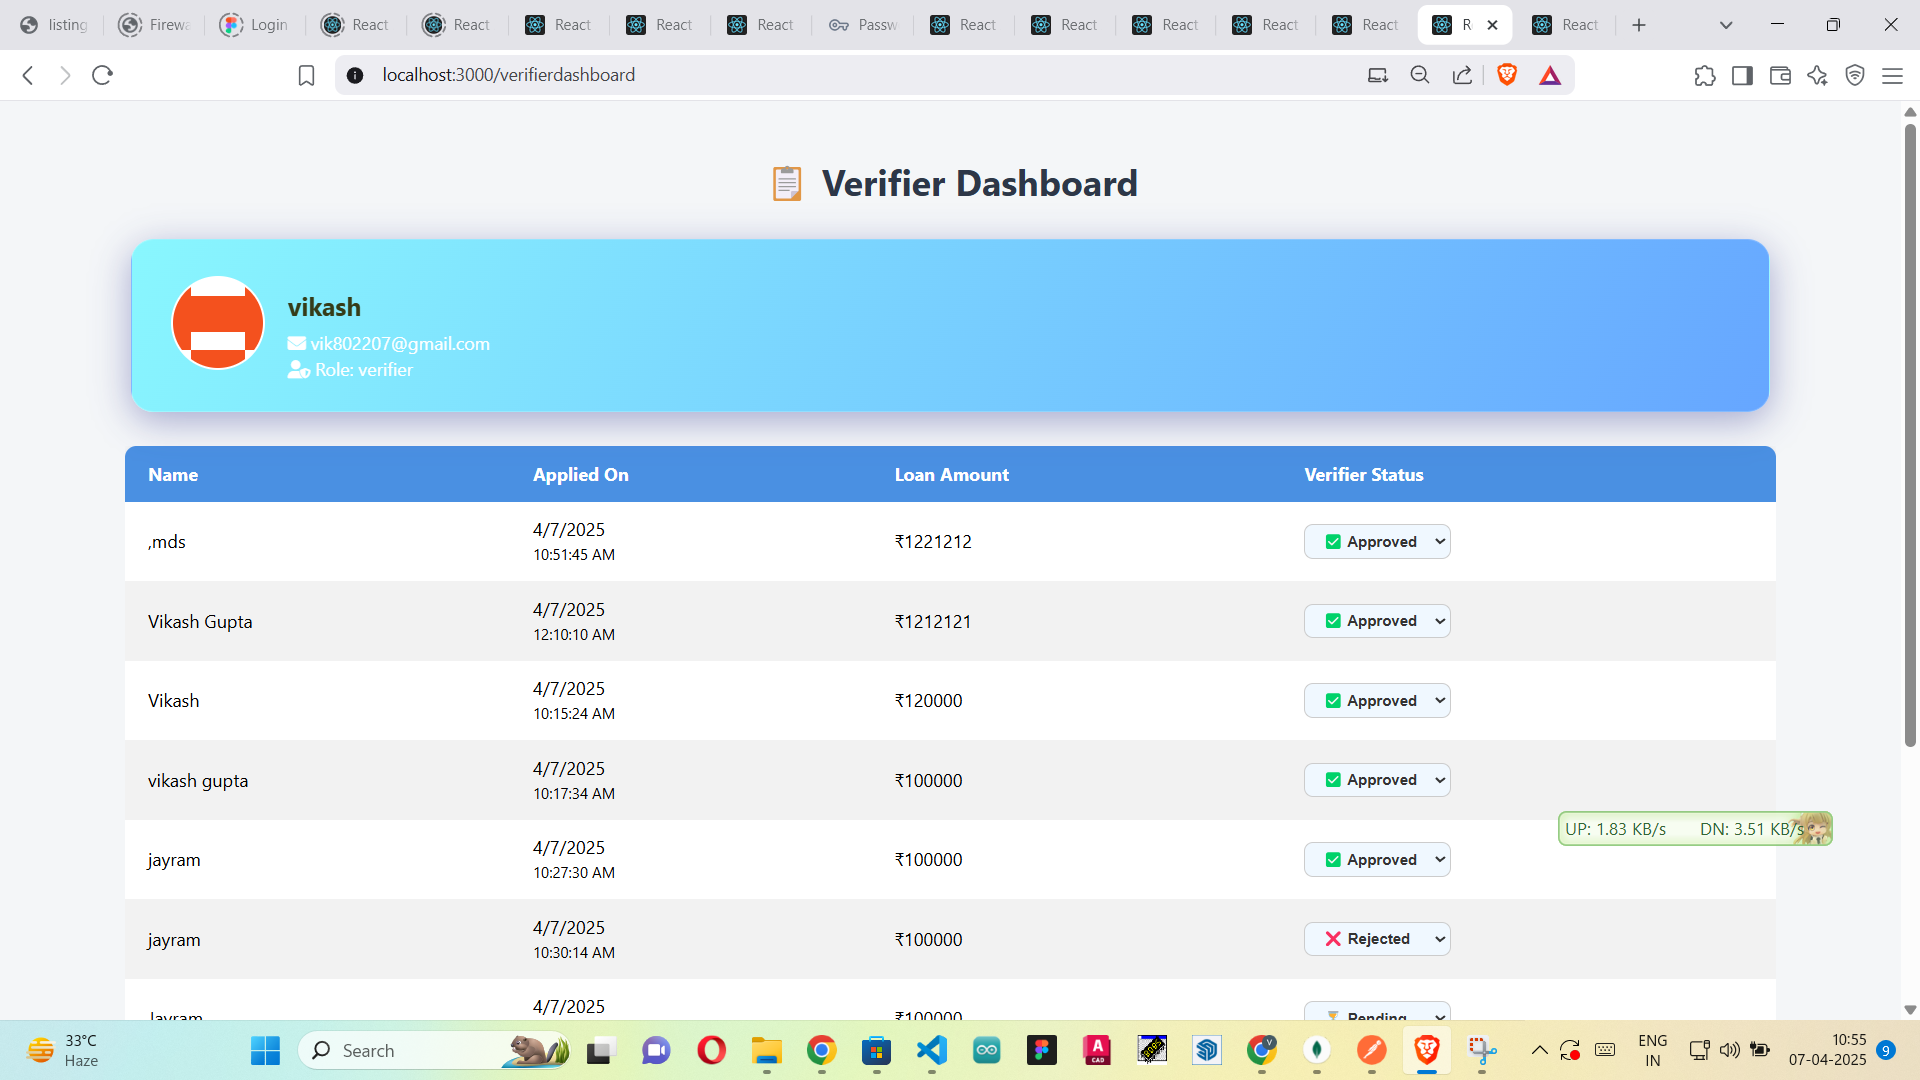 listing
Firewa
Login
React
React
React
React
React
Passw
React
React
React
React
React
R
React
localhost:3000/verifierdashboard
Verifier Dashboard
vikash
vik802207@gmail.com
Role: verifier
Name Applied On Loan Amount Verifier Status
,mds 4/7/2025 10:51:45 AM ₹1221212 Approved
Vikash Gupta 4/7/2025 12:10:10 AM ₹1212121 Approved
Vikash 4/7/2025 10:15:24 AM ₹120000 Approved
vikash gupta 4/7/2025 10:17:34 AM ₹100000 Approved
jayram 4/7/2025 10:27:30 AM ₹100000 Approved
jayram 4/7/2025 10:30:14 AM ₹100000 Rejected
Jayram 4/7/2025 ₹100000 Pending
UP: 1.83 KB/s DN: 3.51 KB/s
33°C
Haze
Search
A
CAD
V
ENG
IN
10:55
07-04-2025
9